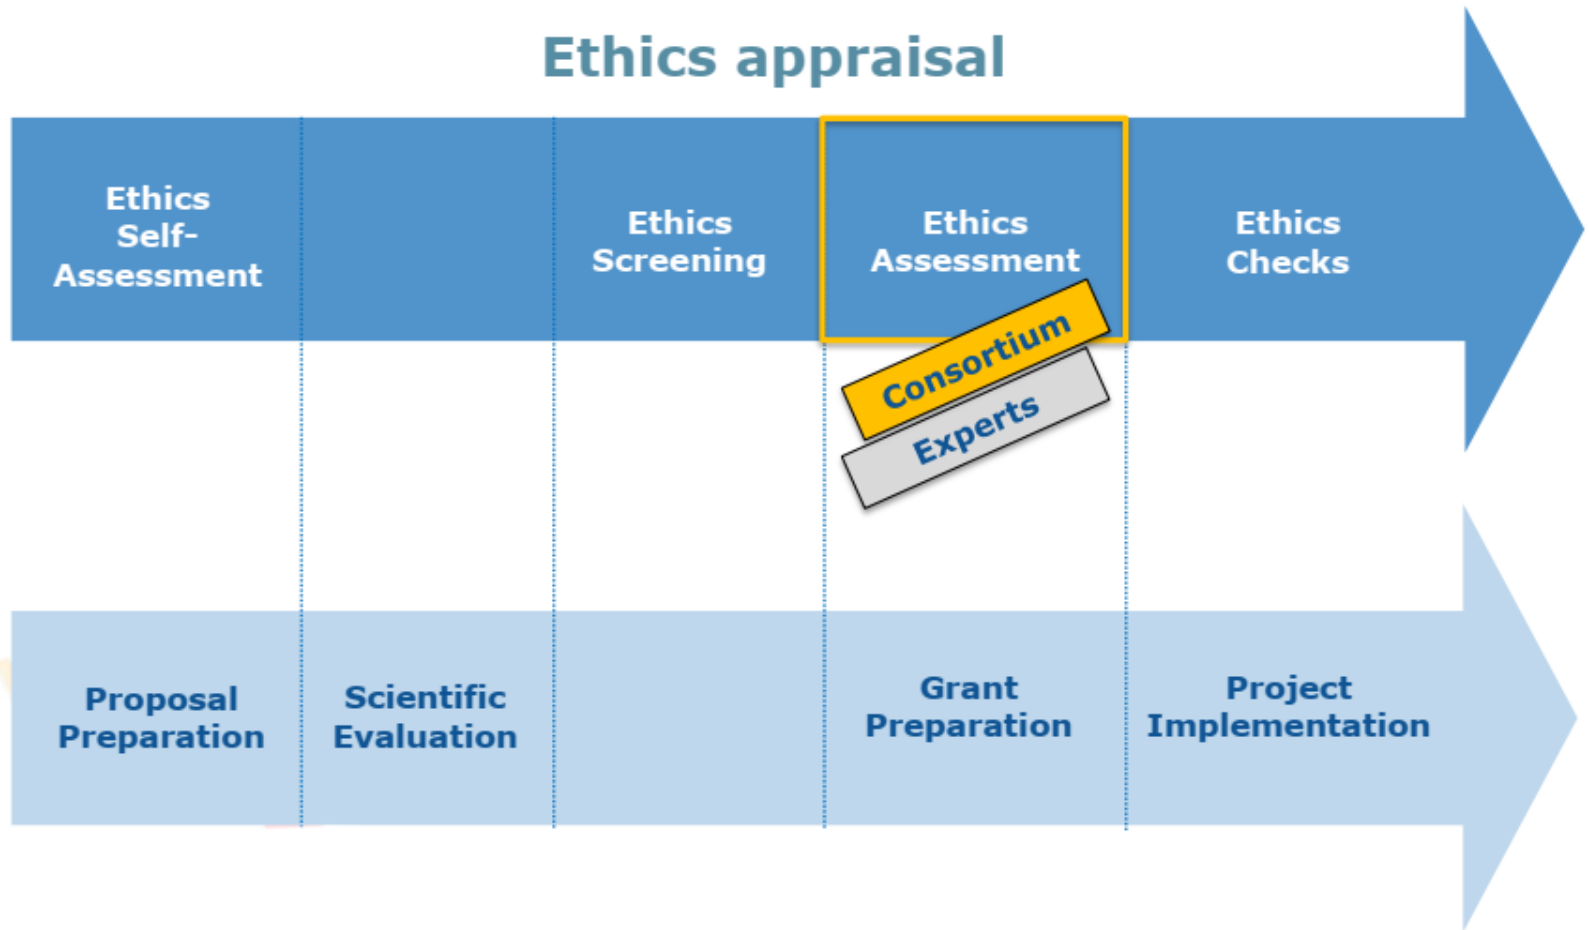 Ethics appraisal
Ethics
Self-
Assessment
Ethics
Screening
Ethics
Assessment
Ethics
Checks
Consortium
Experts
Proposal
Preparation
Scientific
Evaluation
Grant
Preparation
Project
Implementation